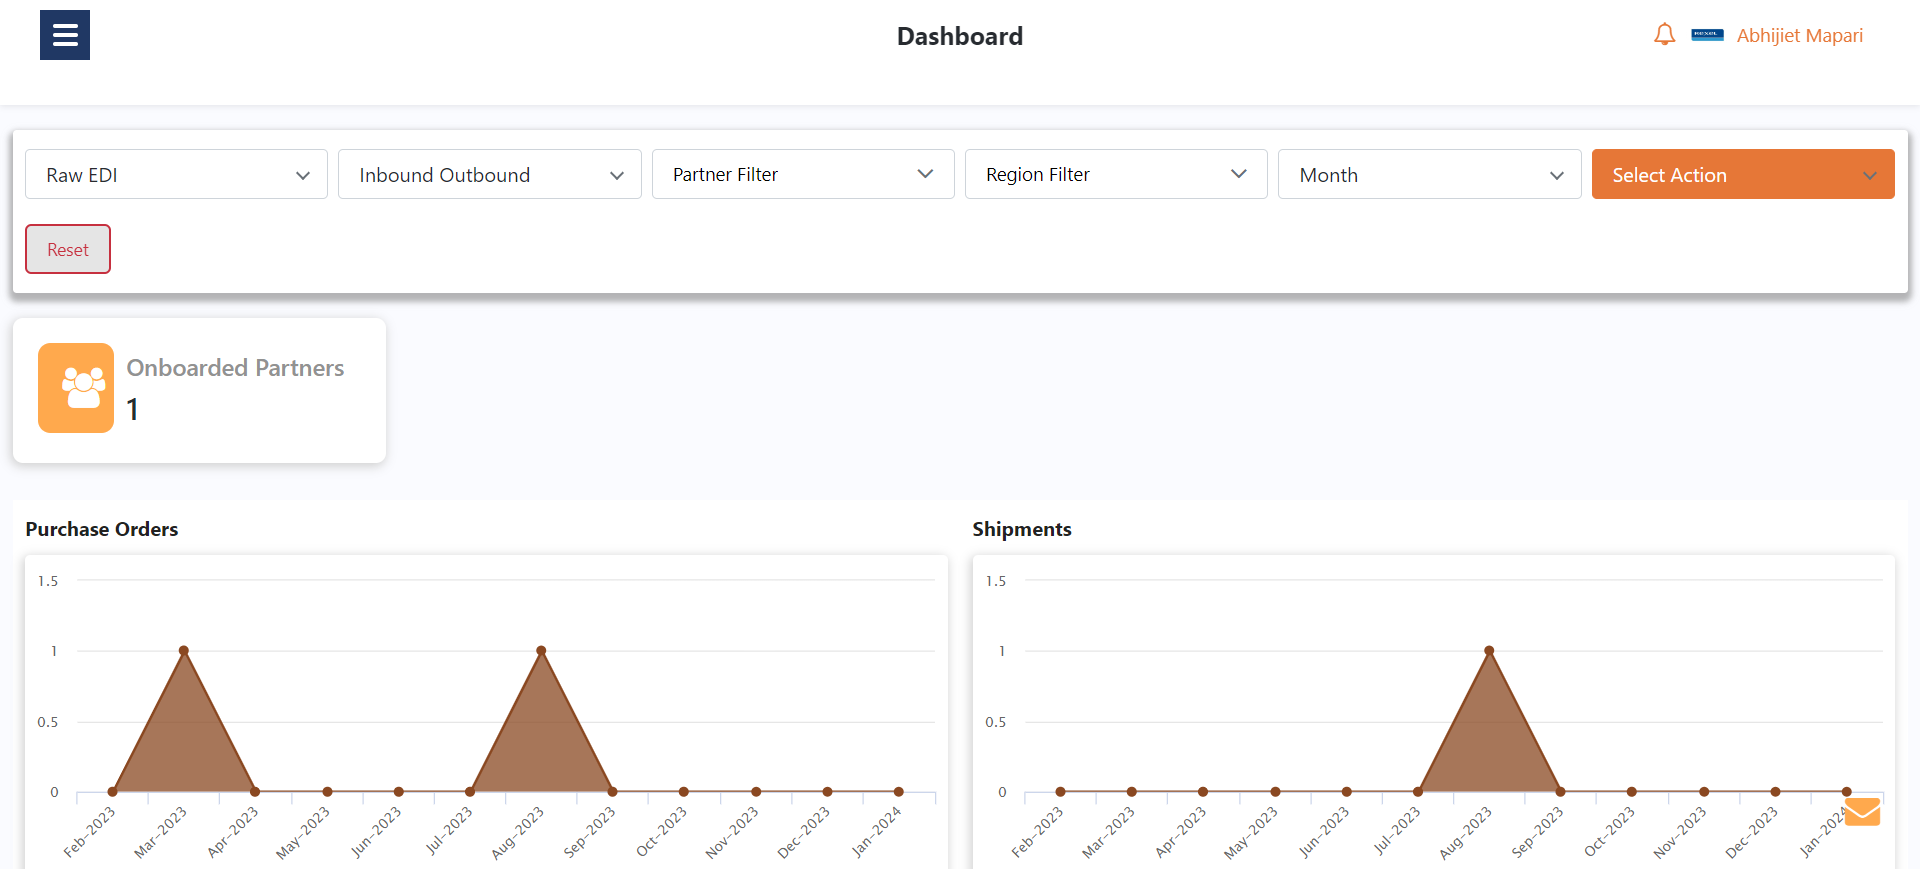 Dashboard
REXEL
Abhijiet Mapari
Raw EDI
Inbound Outbound
Partner Filter
Region Filter
Month
Select Action
Reset
Onboarded Partners
1
Purchase Orders
1.5
1
0.5
0
Feb-2023
Mar-2023
Apr-2023
May-2023
Jun-2023
Jul-2023
Aug-2023
Sep-2023
Oct-2023
Nov-2023
Dec-2023
Jan-2024
Shipments
1.5
1
0.5
0
Feb-2023
Mar-2023
Apr-2023
May-2023
Jun-2023
Jul-2023
Aug-2023
Sep-2023
Oct-2023
Nov-2023
Dec-2023
Jan-2024